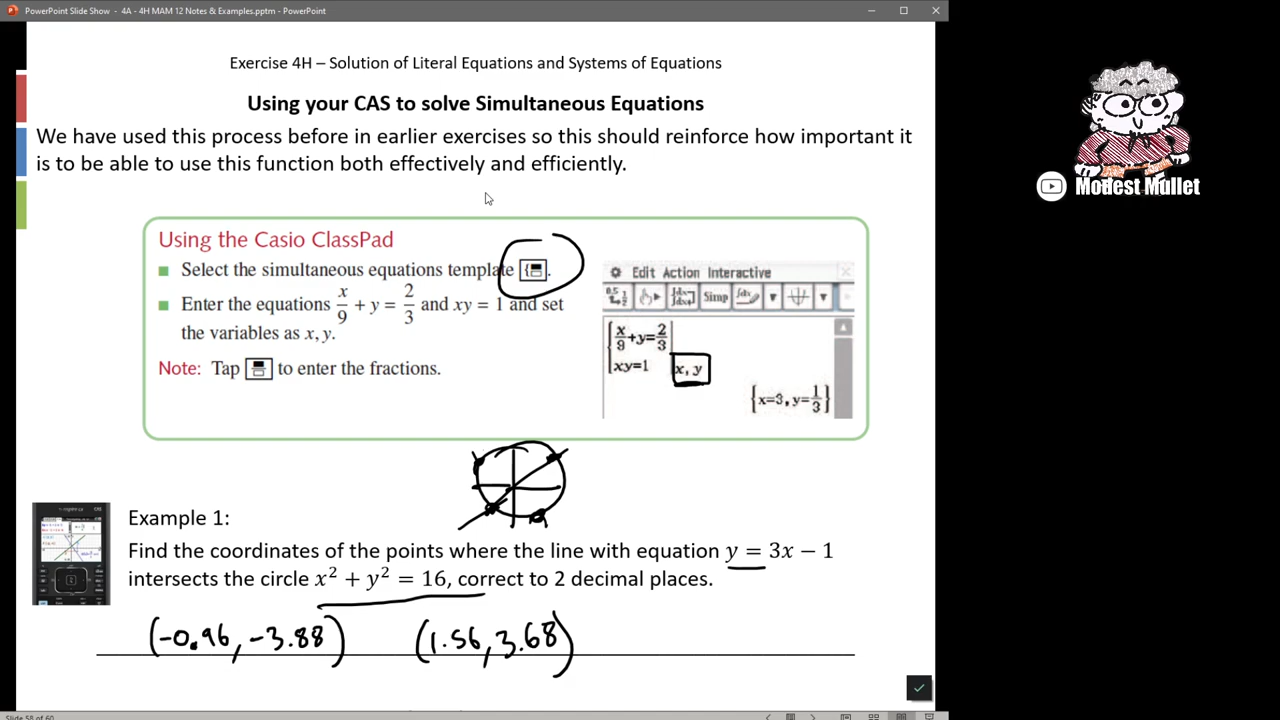 PowerPoint Slide Show - 4A - 4H MAM 12 Notes & Examples.pptm - PowerPoint
Exercise 4H – Solution of Literal Equations and Systems of Equations
Using your CAS to solve Simultaneous Equations
We have used this process before in earlier exercises so this should reinforce how important it
is to be able to use this function both effectively and efficiently.
Using the Casio ClassPad
■ Select the simultaneous equations template .
■ Enter the equations x/9 + y = 2/3 and xy = 1 and set
the variables as x, y.
Note: Tap to enter the fractions.
Edit Action Interactive
Simp
x/9+y=2/3
xy=1 x, y
{x=3, y=1/3}
Modest Mullet
Example 1:
Find the coordinates of the points where the line with equation y = 3x − 1
intersects the circle x² + y² = 16, correct to 2 decimal places.
(-0.96, -3.88) (1.56, 3.68)
Slide 58 of 60